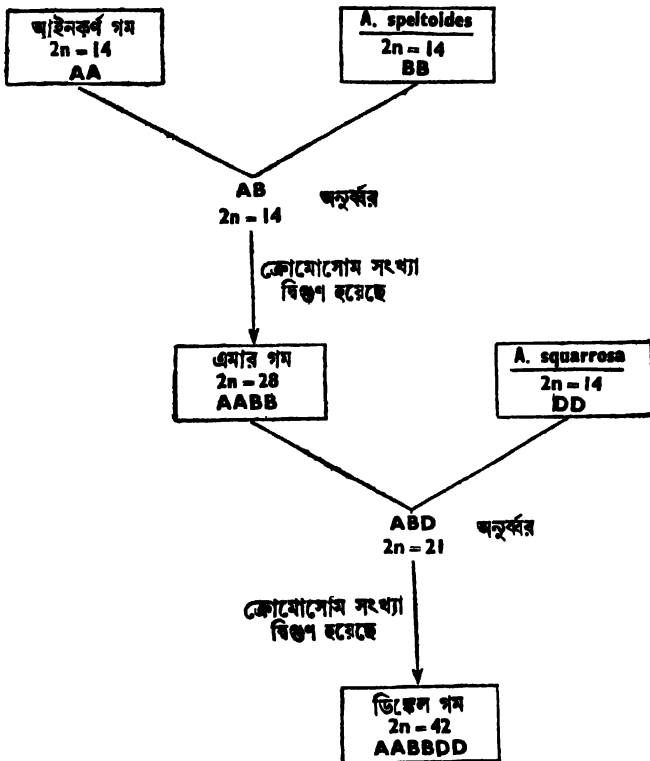 আইনকর্ণ গম
2n = 14
AA
A. speltoides
2n = 14
BB
AB
2n = 14
অনুর্ব্বর
ক্রোমোসোম সংখ্যা
দ্বিগুণ হয়েছে
এমার গম
2n = 28
AABB
A. squarrosa
2n = 14
DD
ABD
2n = 21
অনুর্ব্বর
ক্রোমোসোম সংখ্যা
দ্বিগুণ হয়েছে
ডিঙ্কেল গম
2n = 42
AABBDD